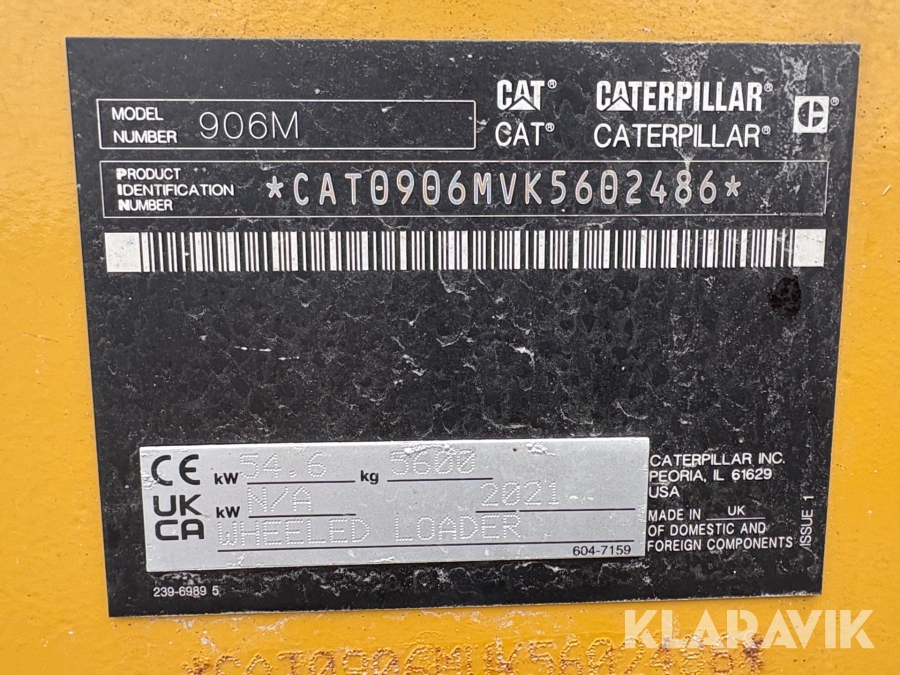 MODEL NUMBER 906M
CAT® CATERPILLAR®
CAT® CATERPILLAR® ®
PRODUCT IDENTIFICATION NUMBER *CAT0906MVK5602486*
CE kW 54.6 kg 5600
UKCA kW N/A 2021
WHEELED LOADER
604-7159
CATERPILLAR INC.
PEORIA, IL 61629
USA
MADE IN UK
OF DOMESTIC AND
FOREIGN COMPONENTS
ISSUE 1
239-6989 5
KLARAVIK
*CAT0906MVK5602486*